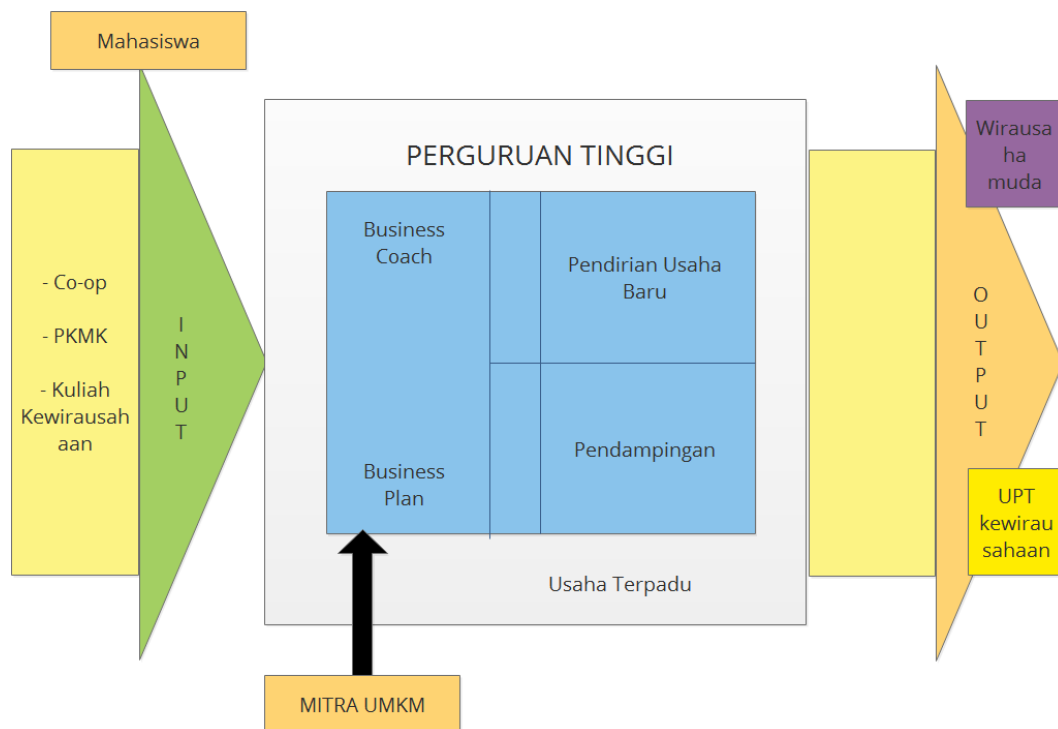 Mahasiswa
- Co-op
- PKMK
- Kuliah
Kewirausah
aan
I
N
P
U
T
PERGURUAN TINGGI
Business
Coach
Business
Plan
Pendirian Usaha
Baru
Pendampingan
Usaha Terpadu
MITRA UMKM
O
U
T
P
U
T
Wirausa
ha
muda
UPT
kewirau
sahaan